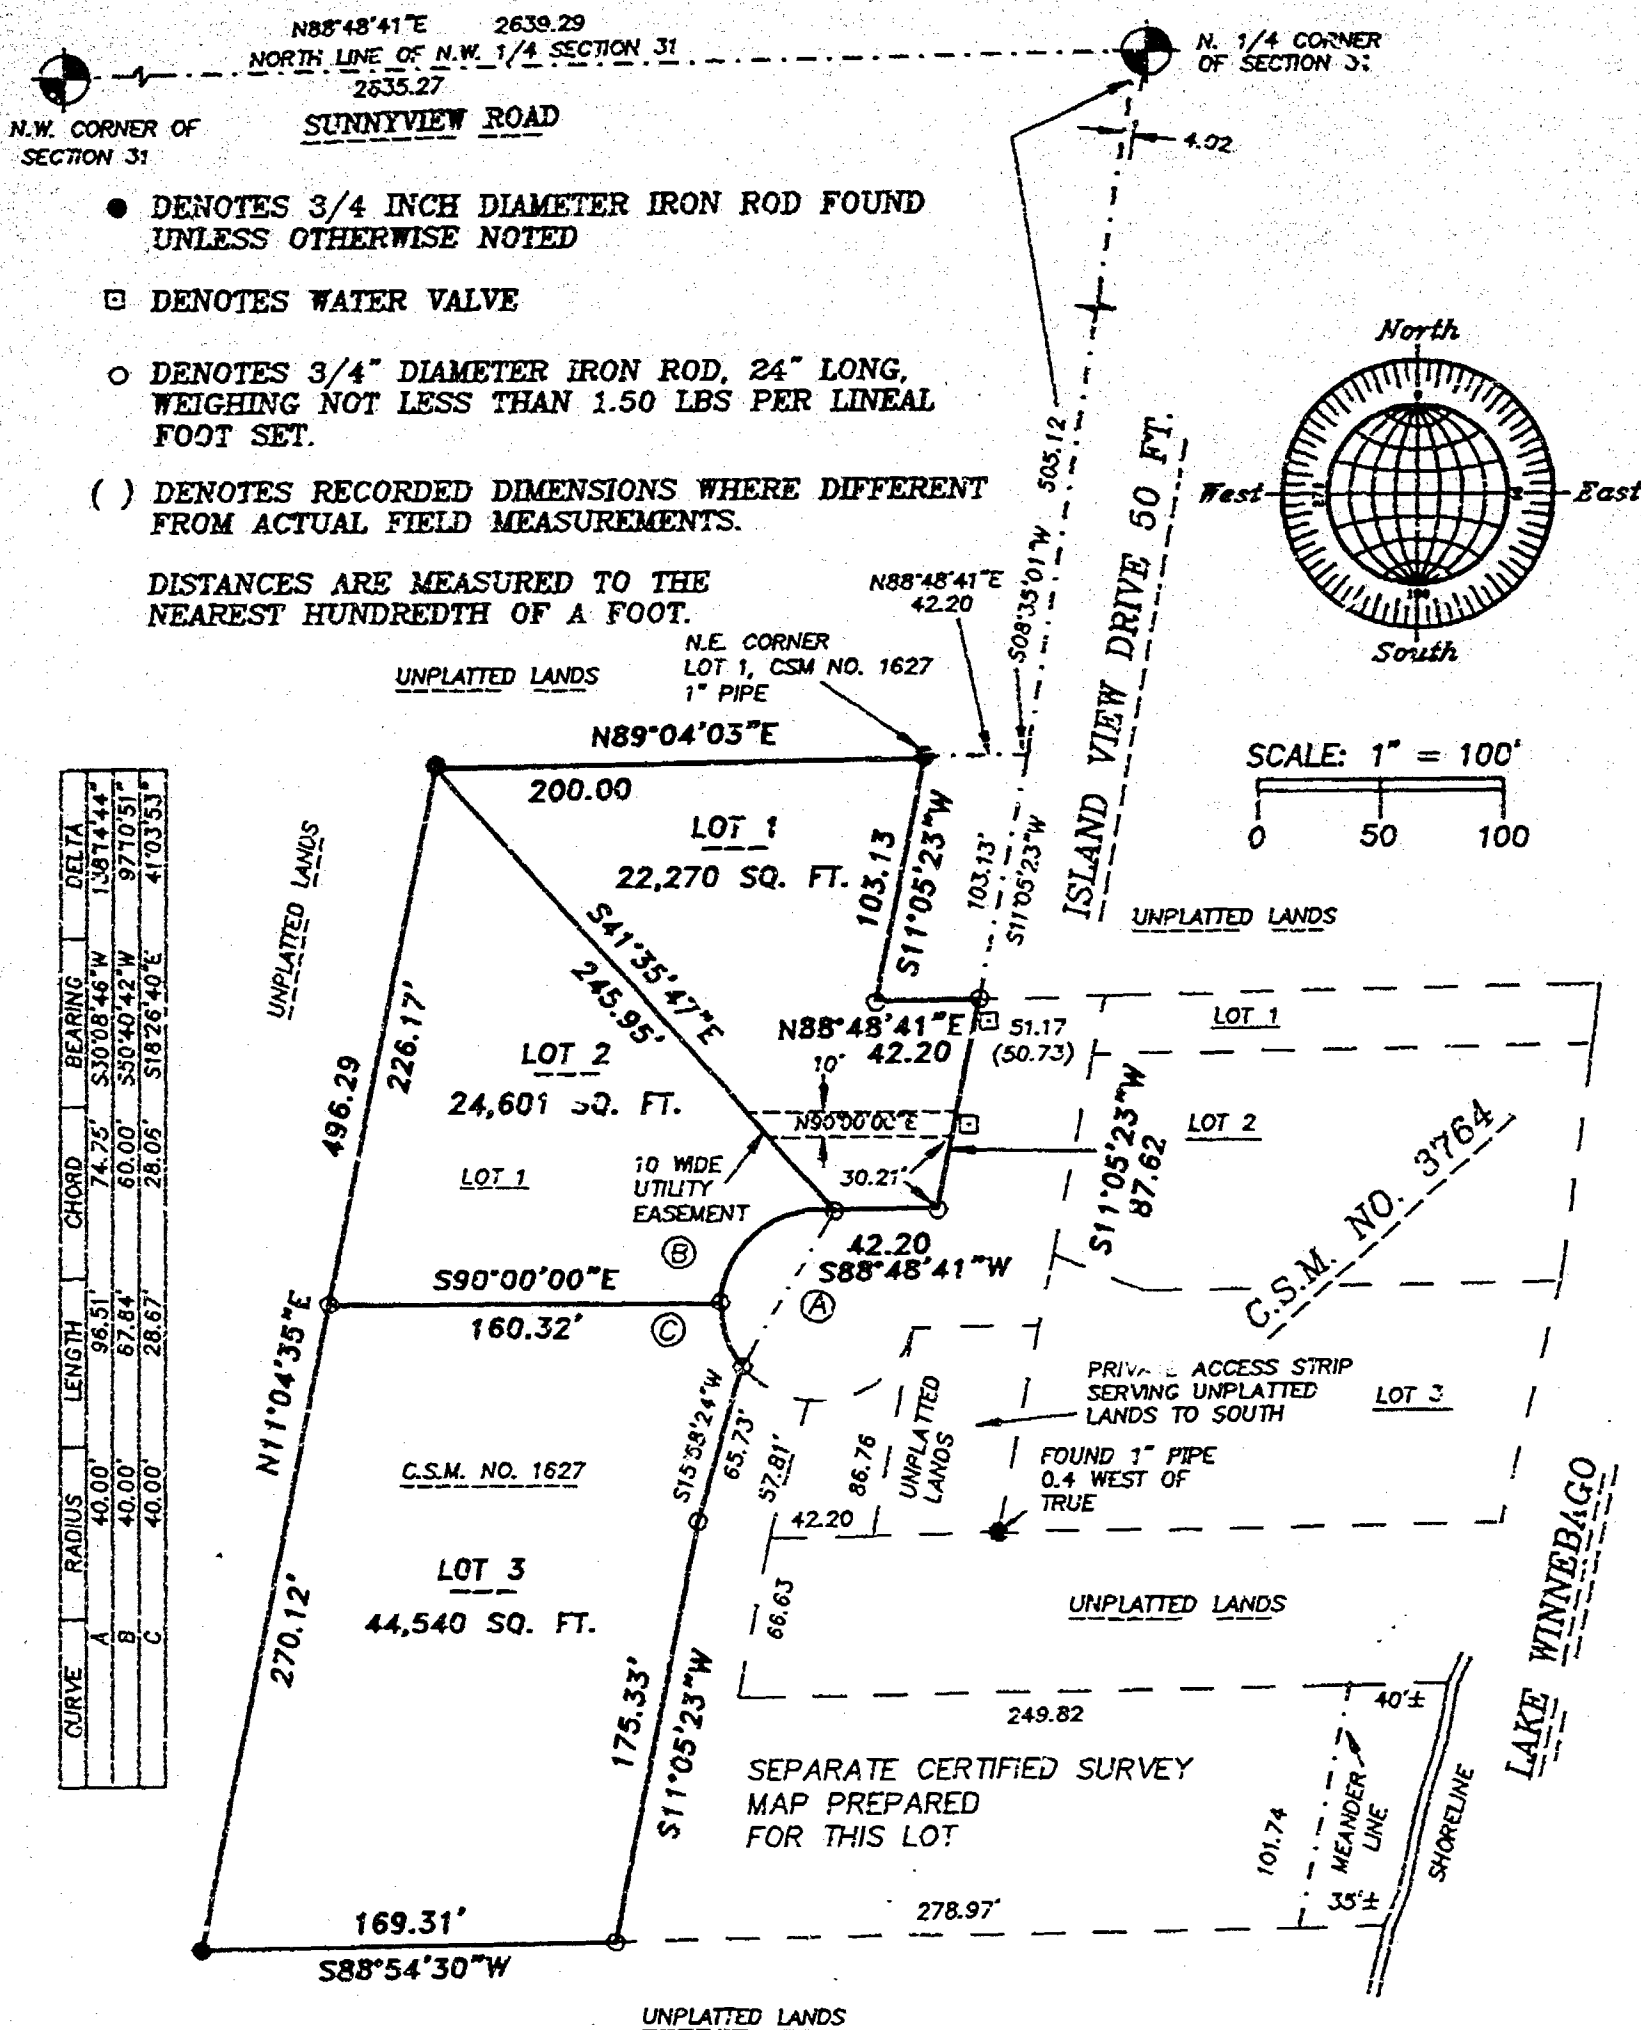 N88°48'41"E 2639.29
NORTH LINE OF N.W. 1/4 SECTION 31
2635.27
SUNNYVIEW ROAD
N.W. CORNER OF
SECTION 31
N. 1/4 CORNER
OF SECTION
4.02
DENOTES 3/4 INCH DIAMETER IRON ROD FOUND
UNLESS OTHERWISE NOTED
DENOTES WATER VALVE
DENOTES 3/4" DIAMETER IRON ROD, 24" LONG,
WEIGHING NOT LESS THAN 1.50 LBS PER LINEAL
FOOT SET.
( ) DENOTES RECORDED DIMENSIONS WHERE DIFFERENT
FROM ACTUAL FIELD MEASUREMENTS.
DISTANCES ARE MEASURED TO THE
NEAREST HUNDREDTH OF A FOOT.
North
West
East
South
SCALE: 1" = 100'
0 50 100
S08°35'01"W 505.12
ISLAND VIEW DRIVE 50 FT.
N88°48'41"E
42.20
N.E. CORNER
LOT 1, CSM NO. 1627
1" PIPE
UNPLATTED LANDS
N89°04'03"E
200.00
LOT 1
22,270 SQ. FT.
103.13
S11°05'23"W
103.13'
S11°05'23"W
UNPLATTED LANDS
UNPLATTED LANDS
S41°35'47"E
245.95'
N88°48'41"E
42.20
51.17
(50.73)
LOT 1
LOT 2
24,601 SQ. FT.
10'
N90°00'00"E
LOT 2
S11°05'23"W
87.62
C.S.M. NO. 3764
496.29
226.17'
LOT 1
10 WIDE
UTILITY
EASEMENT
30.21'
42.20
S88°48'41"W
B
A
C
S90°00'00"E
160.32'
N11°04'35"E
270.12'
C.S.M. NO. 1627
S15°58'24"W
65.73'
57.81'
86.76
UNPLATTED
LANDS
42.20
66.63
PRIVATE ACCESS STRIP
SERVING UNPLATTED
LANDS TO SOUTH
LOT 3
FOUND 1" PIPE
0.4 WEST OF
TRUE
LOT 3
44,540 SQ. FT.
175.33'
S11°05'23"W
UNPLATTED LANDS
LAKE WINNEBAGO
249.82
40'±
SEPARATE CERTIFIED SURVEY
MAP PREPARED
FOR THIS LOT
101.74
MEANDER
LINE
SHORELINE
35'±
278.97'
169.31'
S88°54'30"W
UNPLATTED LANDS
CURVE RADIUS LENGTH CHORD BEARING DELTA
A 40.00' 96.51' 74.75' S30°08'46"W 138°14'44"
B 40.00' 67.84' 60.00' S50°40'42"W 97°10'51"
C 40.00' 28.67' 28.06' S18°26'40"E 41°03'53"